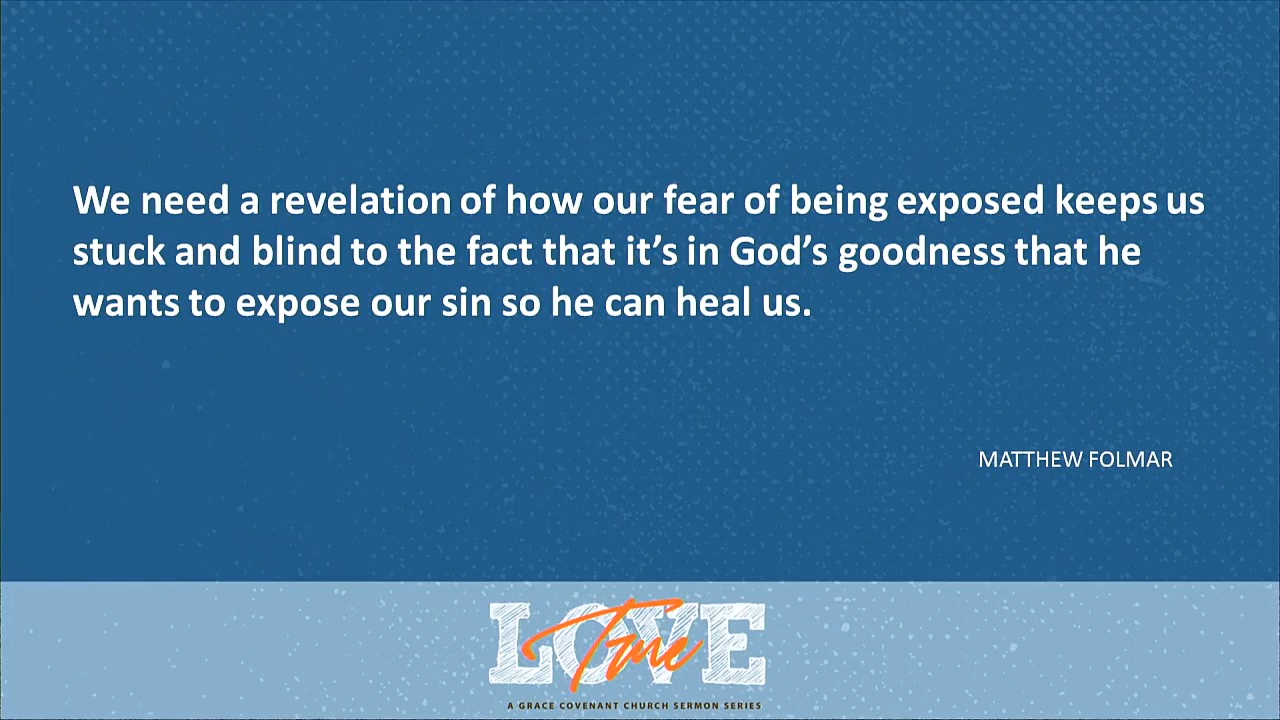 We need a revelation of how our fear of being exposed keeps us
stuck and blind to the fact that it’s in God’s goodness that he
wants to expose our sin so he can heal us.
MATTHEW FOLMAR
LOVE
True
A GRACE COVENANT CHURCH SERMON SERIES